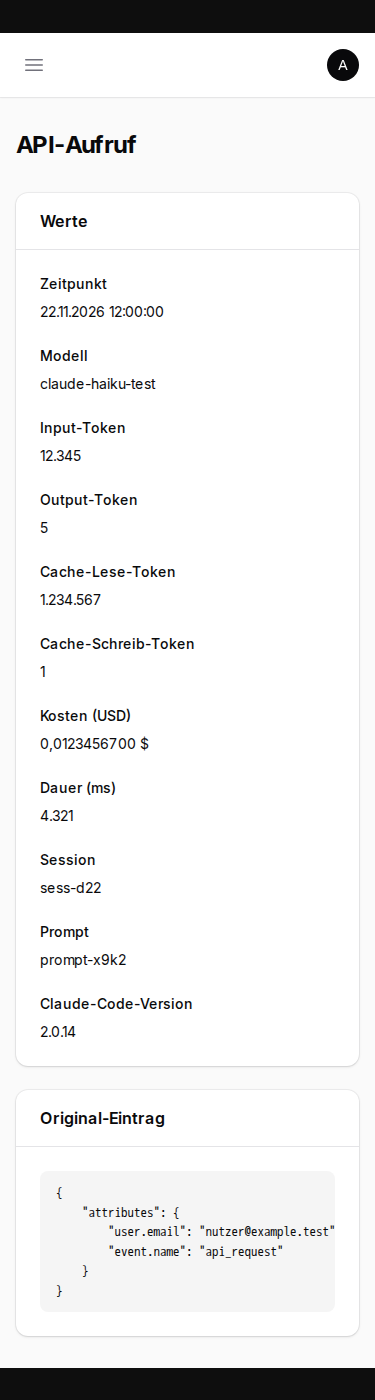 A
API-Aufruf
Werte
Zeitpunkt
22.11.2026 12:00:00
Modell
claude-haiku-test
Input-Token
12.345
Output-Token
5
Cache-Lese-Token
1.234.567
Cache-Schreib-Token
1
Kosten (USD)
0,0123456700 $
Dauer (ms)
4.321
Session
sess-d22
Prompt
prompt-x9k2
Claude-Code-Version
2.0.14
Original-Eintrag
{
    "attributes": {
        "user.email": "nutzer@example.test"
        "event.name": "api_request"
    }
}